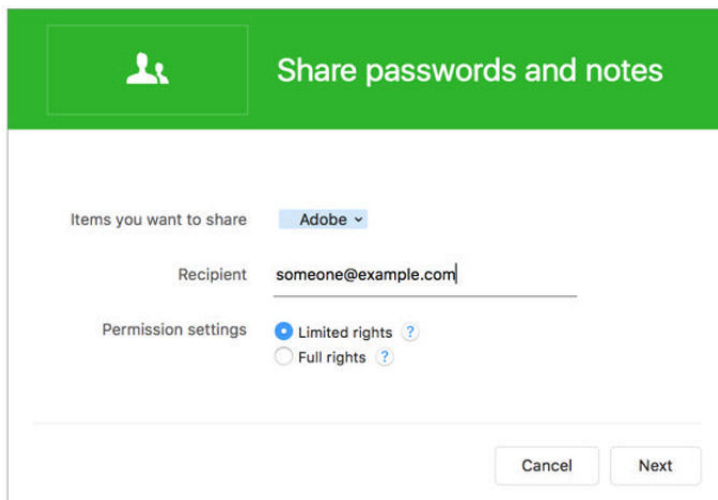 Share passwords and notes
Items you want to share Adobe
Recipient someone@example.com
Permission settings Limited rights ?
Full rights ?
Cancel Next